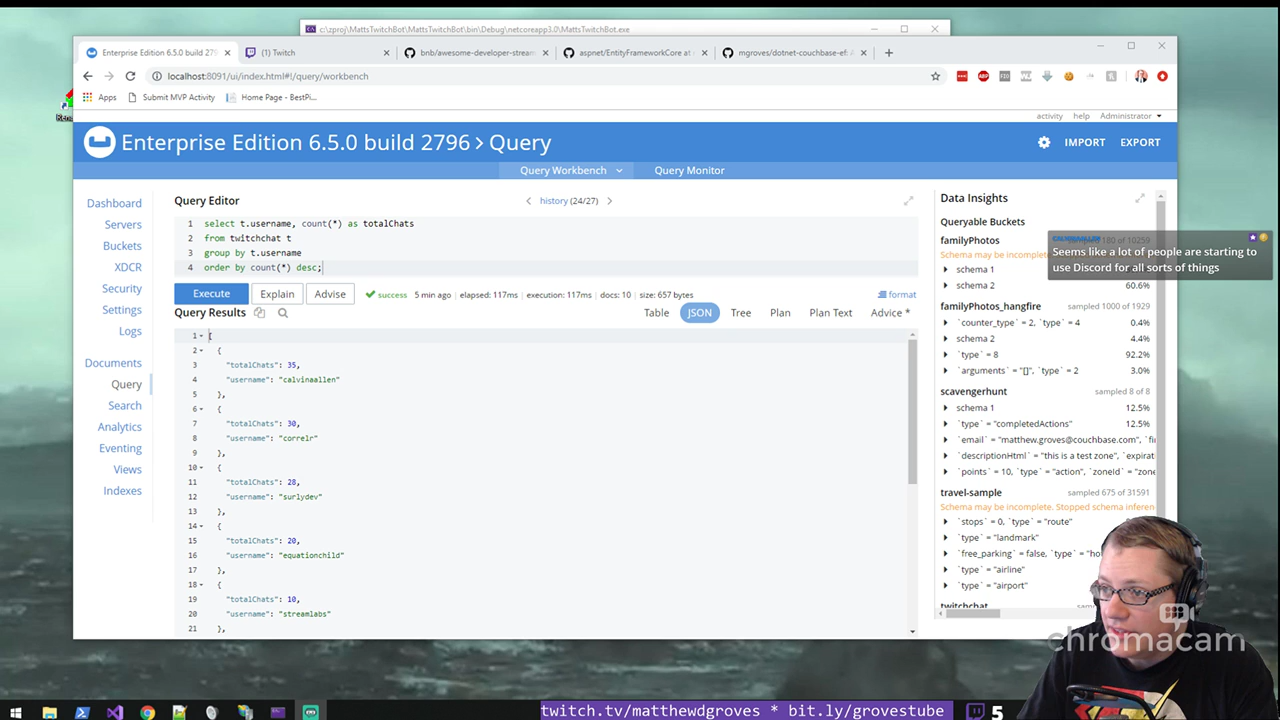 c:\zproj\MattsTwitchBot\MattsTwitchBot\bin\Debug\netcoreapp3.0\MattsTwitchBot.exe
Enterprise Edition 6.5.0 build 279
(1) Twitch
bnb/awesome-developer-stream
aspnet/EntityFrameworkCore at
mgroves/dotnet-couchbase-ef:
localhost:8091/ui/index.html#!/query/workbench
Apps
Submit MVP Activity
Home Page - BestPi...
activity
help
Administrator
Enterprise Edition 6.5.0 build 2796 > Query
IMPORT
EXPORT
Query Workbench
Query Monitor
Dashboard
Servers
Buckets
XDCR
Security
Settings
Logs
Documents
Query
Search
Analytics
Eventing
Views
Indexes
Query Editor
history (24/27)
1 select t.username, count(*) as totalChats
2 from twitchchat t
3 group by t.username
4 order by count(*) desc;
Execute
Explain
Advise
success
5 min ago
elapsed: 117ms
execution: 117ms
docs: 10
size: 657 bytes
format
Query Results
Table
JSON
Tree
Plan
Plan Text
Advice *
1 [
2 {
3 "totalChats": 35,
4 "username": "calvinaallen"
5 },
6 {
7 "totalChats": 30,
8 "username": "correlr"
9 },
10 {
11 "totalChats": 28,
12 "username": "surlydev"
13 },
14 {
15 "totalChats": 20,
16 "username": "equationchild"
17 },
18 {
19 "totalChats": 10,
20 "username": "streamlabs"
21 },
Data Insights
Queryable Buckets
familyPhotos
sampled 180 of 10259
Schema may be incomplete
schema 1
schema 2
60.6%
Seems like a lot of people are starting to
use Discord for all sorts of things
familyPhotos_hangfire
sampled 1000 of 1929
`counter_type` = 2, `type` = 4
0.4%
schema 2
4.4%
`type` = 8
92.2%
`arguments` = "[]", `type` = 2
3.0%
scavengerhunt
sampled 8 of 8
schema 1
12.5%
`type` = "completedActions"
12.5%
`email` = "matthew.groves@couchbase.com", `fi
`descriptionHtml` = "this is a test zone", `expirat
`points` = 10, `type` = "action", `zoneId` = "zone
travel-sample
sampled 675 of 31591
Schema may be incomplete. Stopped schema inferen
`stops` = 0, `type` = "route"
`type` = "landmark"
`free_parking` = false, `type` = "ho
`type` = "airline"
`type` = "airport"
twitchchat
chromacam
twitch.tv/matthewdgroves * bit.ly/grovestube
5